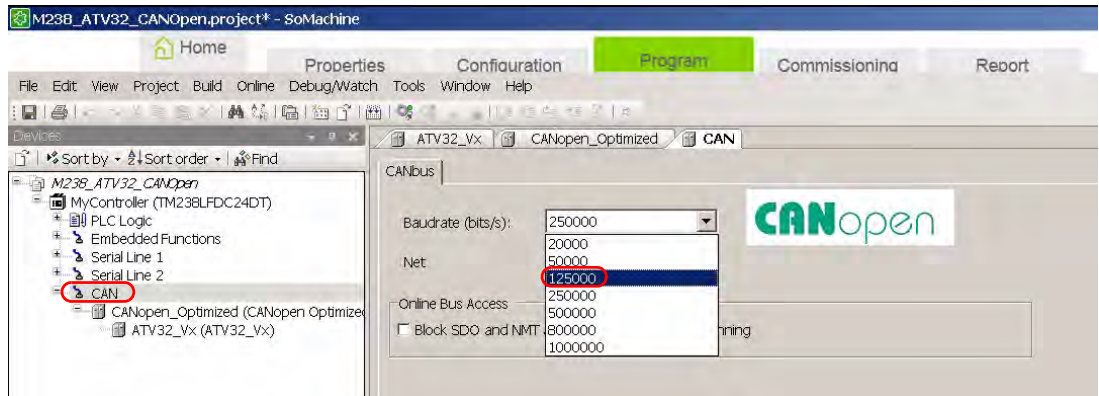 M238_ATV32_CANOpen.project* - SoMachine
Home
Properties Configuration Program Commissioning Report
File Edit View Project Build Online Debug/Watch Tools Window Help
Devices
Sort by Sort order Find
M238_ATV32_CANOpen
MyController (TM238LFDC24DT)
PLC Logic
Embedded Functions
Serial Line 1
Serial Line 2
CAN
CANopen_Optimized (CANopen Optimized
ATV32_Vx (ATV32_Vx)
ATV32_Vx CANopen_Optimized CAN
CANbus
Baudrate (bits/s): 250000
20000
50000
125000
250000
500000
800000
1000000
Net
Online Bus Access
Block SDO and NMT
nning
CANopen